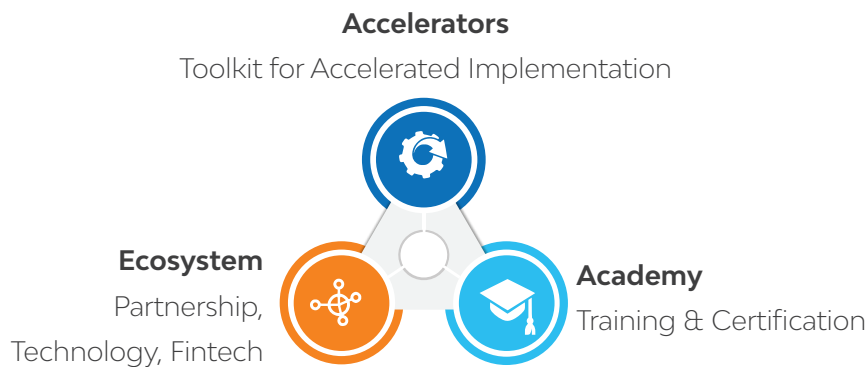 Accelerators
Toolkit for Accelerated Implementation
Ecosystem
Partnership,
Technology, Fintech
Academy
Training & Certification